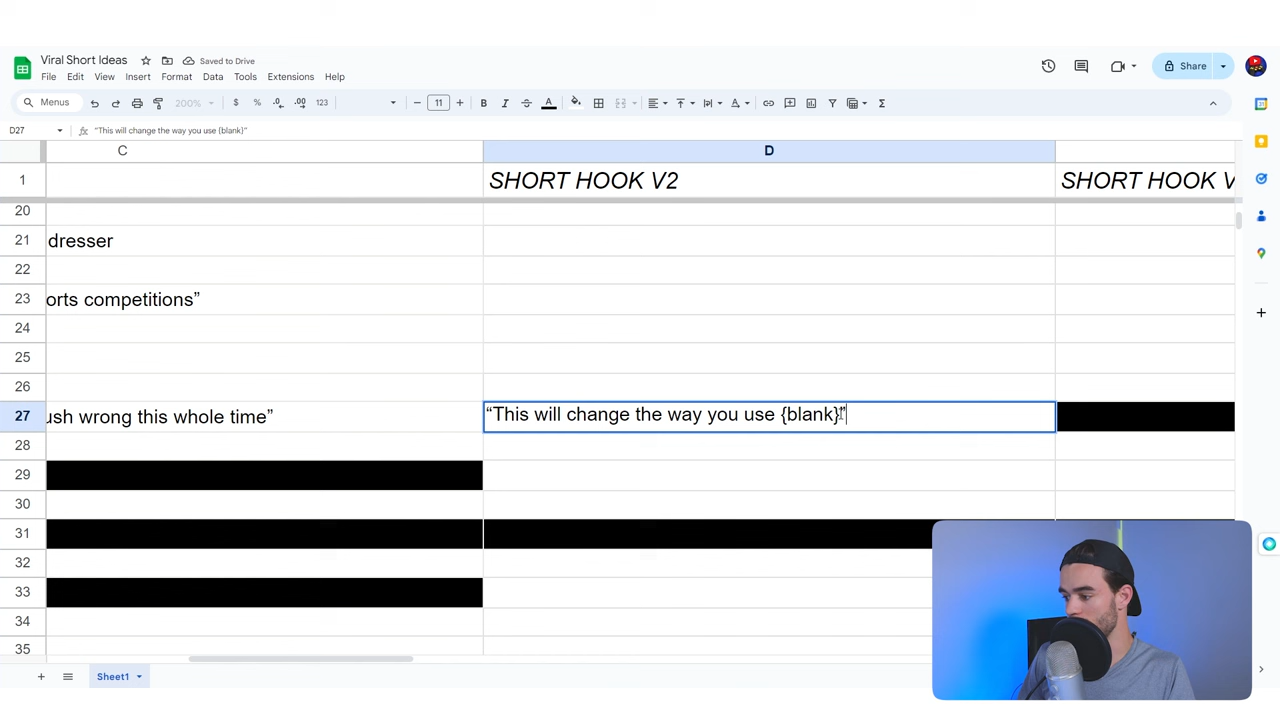 Viral Short Ideas
Saved to Drive
File Edit View Insert Format Data Tools Extensions Help
Share
Menus 200% $ % .0 .00 123 11 B I A Σ
D27 fx "This will change the way you use {blank}"
C D
1 SHORT HOOK V2 SHORT HOOK V
20
21 dresser
22
23 orts competitions”
24
25
26
27 ush wrong this whole time” “This will change the way you use {blank}”
28
29
30
31
32
33
34
35
+ Sheet1